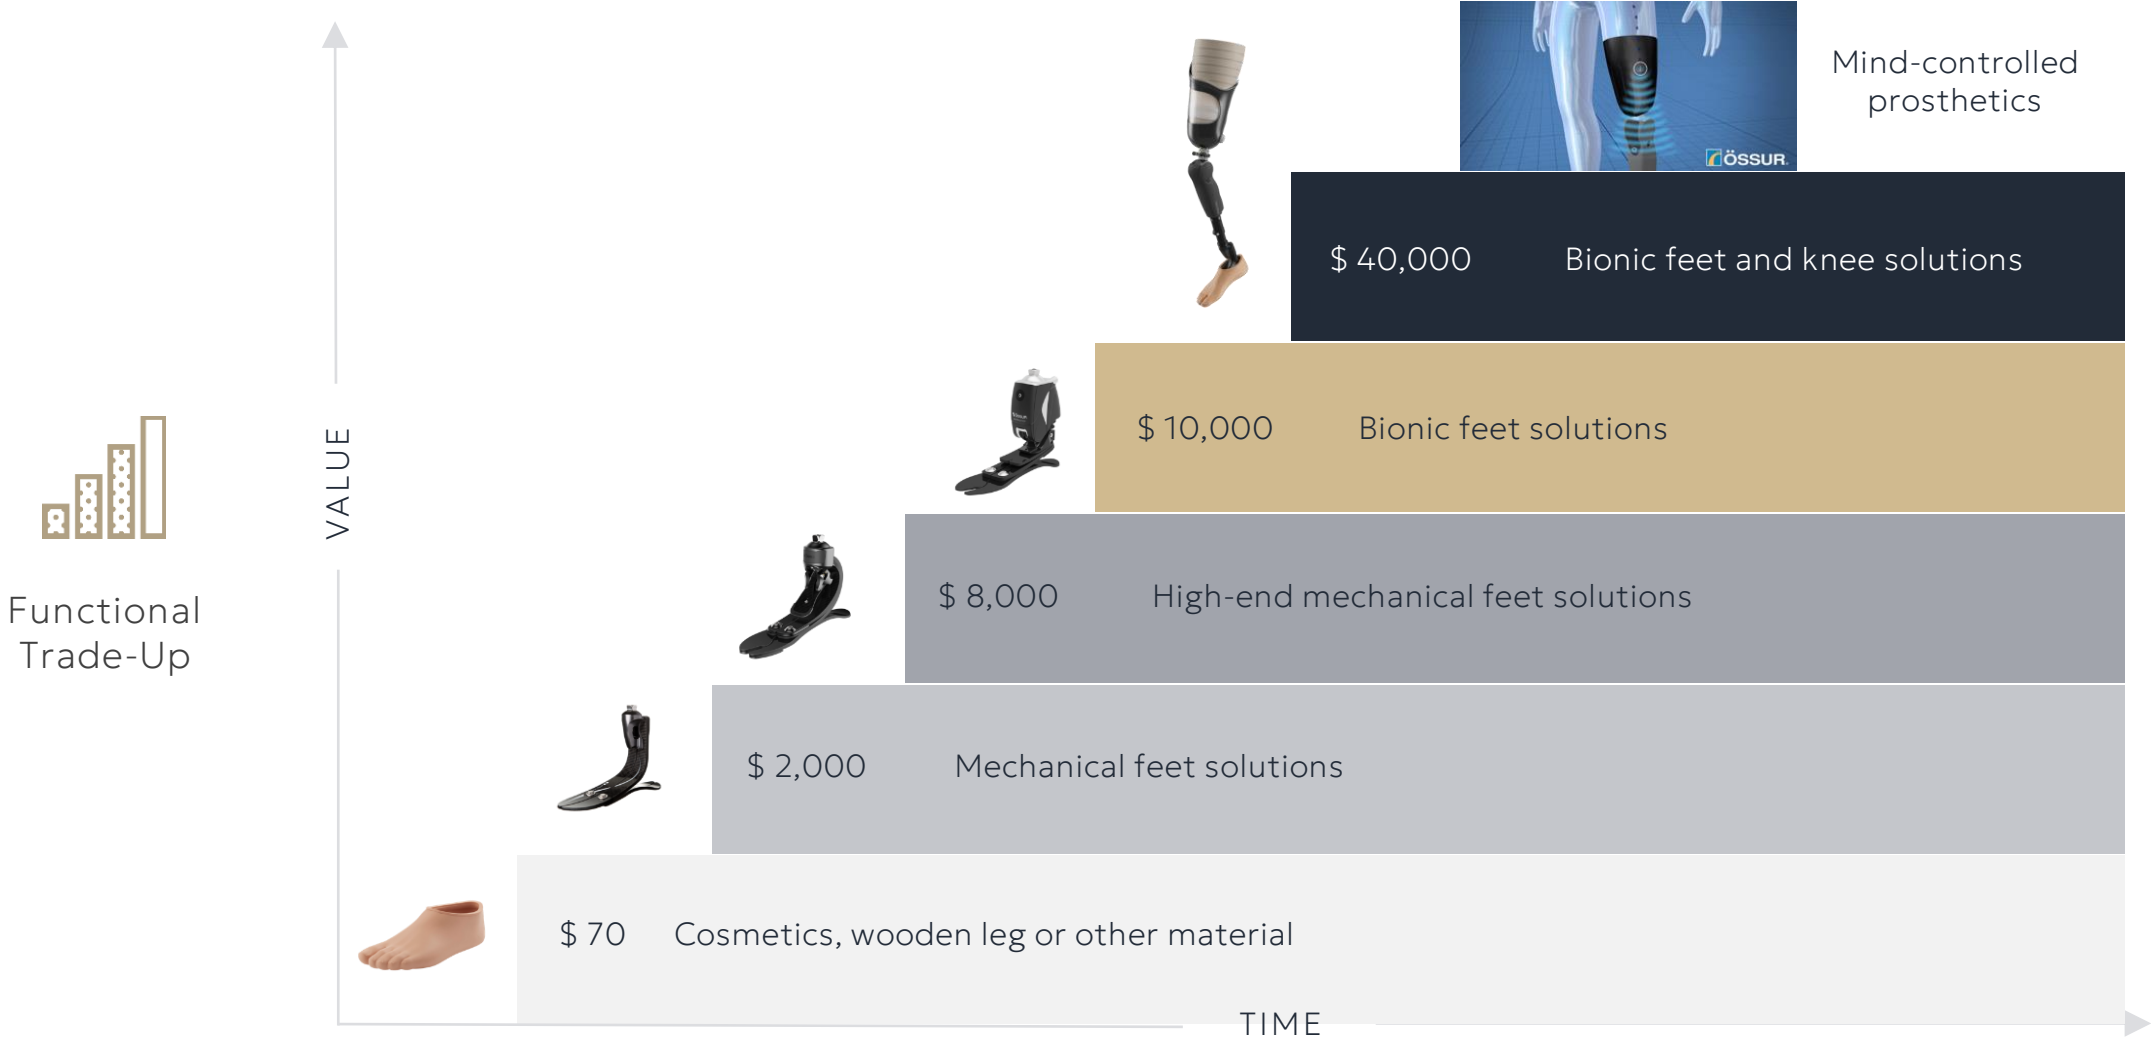 Mind-controlled
prosthetics
ÖSSUR
$ 40,000 Bionic feet and knee solutions
$ 10,000 Bionic feet solutions
VALUE
$ 8,000 High-end mechanical feet solutions
Functional
Trade-Up
$ 2,000 Mechanical feet solutions
$ 70 Cosmetics, wooden leg or other material
TIME